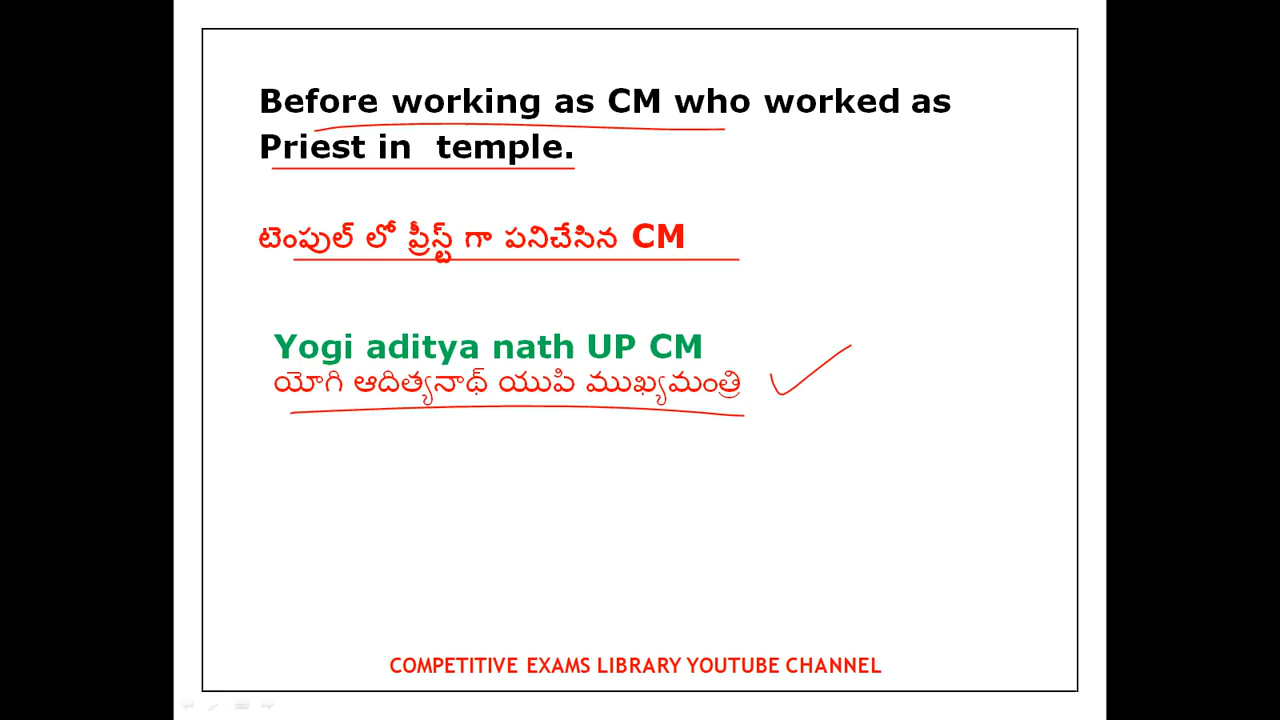 Before working as CM who worked as
Priest in temple.
టెంపుల్ లో ప్రీస్ట్ గా పనిచేసిన CM
Yogi aditya nath UP CM
యోగి ఆదిత్యనాథ్ యుపి ముఖ్యమంత్రి
COMPETITIVE EXAMS LIBRARY YOUTUBE CHANNEL